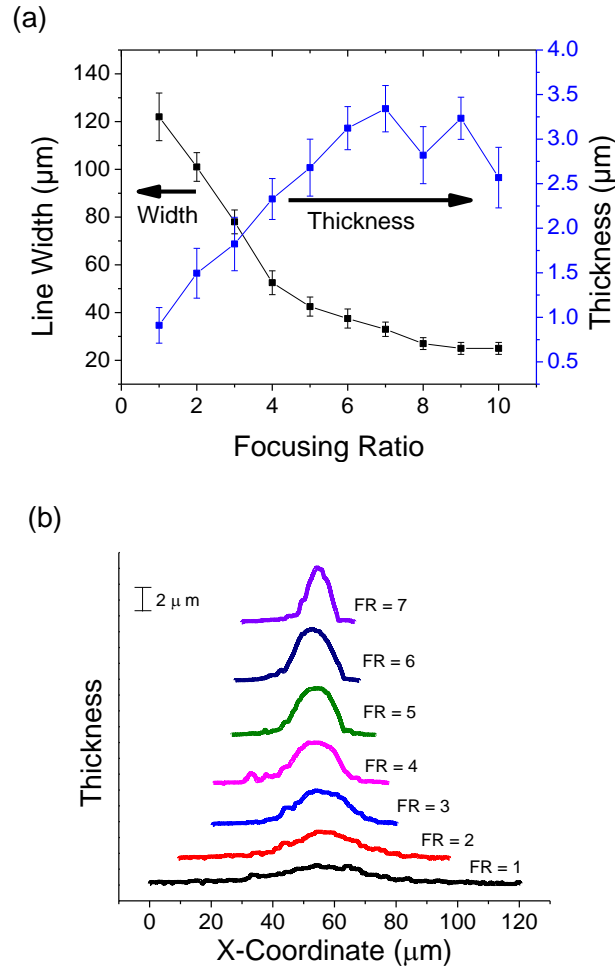 (a)
140
120
100
80
60
40
20
Line Width (µm)
4.0
3.5
3.0
2.5
2.0
1.5
1.0
0.5
Thickness (µm)
Width
Thickness
0 2 4 6 8 10
Focusing Ratio
(b)
2 µ m
FR = 7
FR = 6
FR = 5
FR = 4
FR = 3
FR = 2
FR = 1
Thickness
0 20 40 60 80 100 120
X-Coordinate (µm)